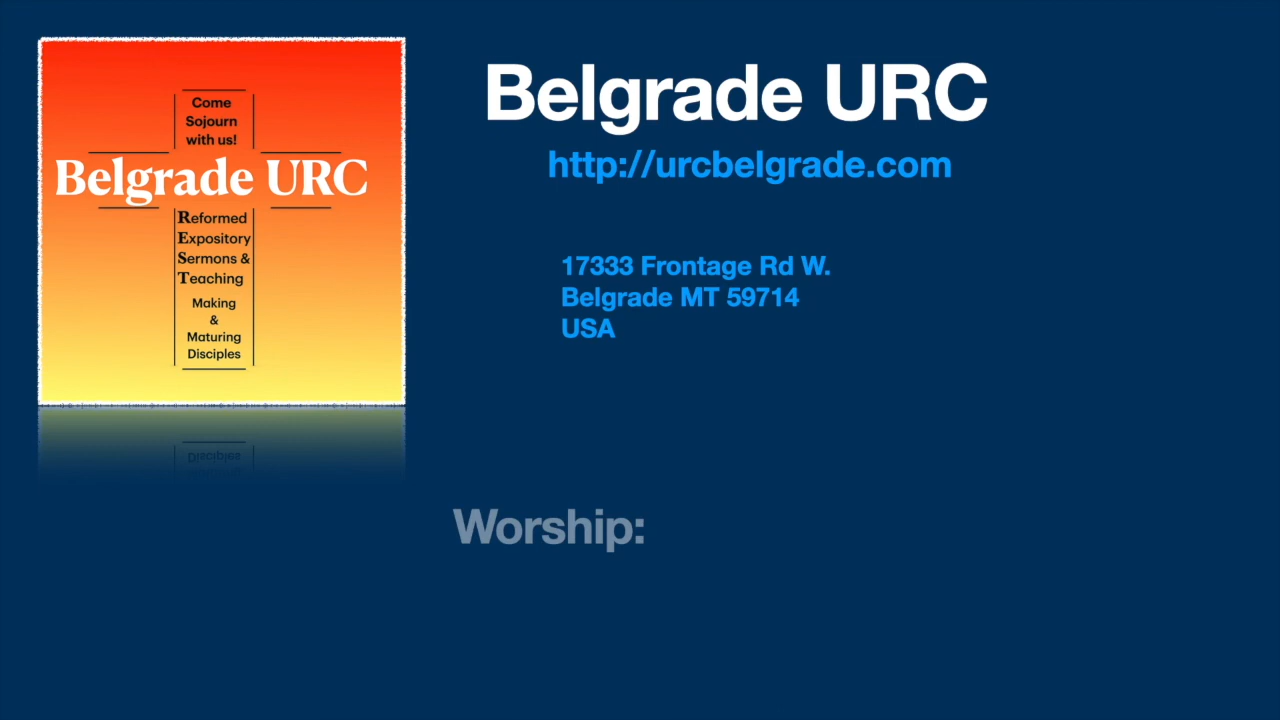 Come
Sojourn
with us!
Belgrade URC
Reformed
Expository
Sermons &
Teaching
Making
&
Maturing
Disciples
Disciples
Belgrade URC
http://urcbelgrade.com
17333 Frontage Rd W.
Belgrade MT 59714
USA
Worship: